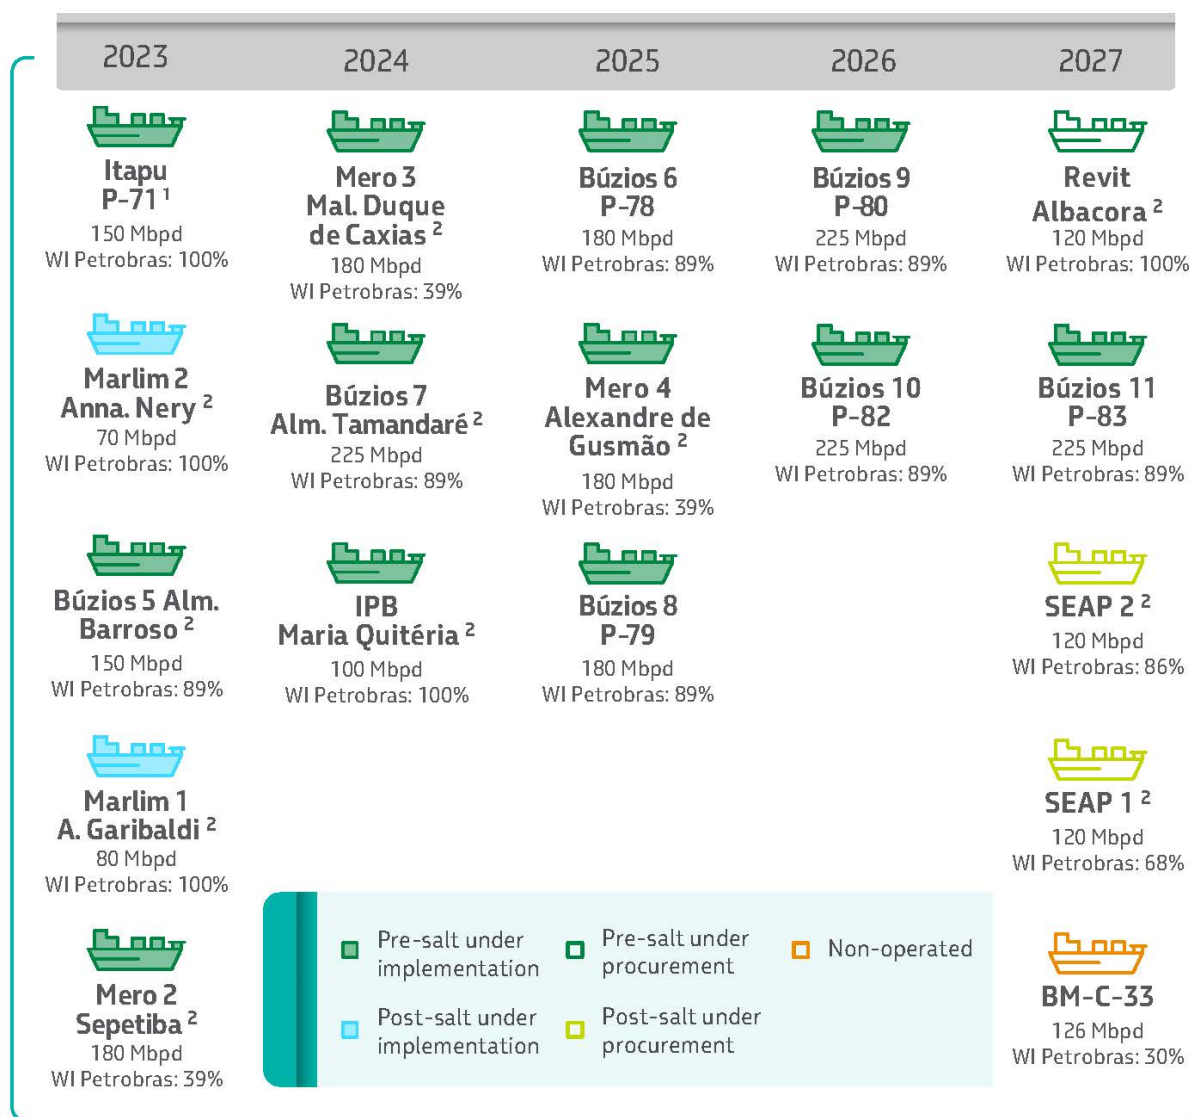 2023
2024
2025
2026
2027
Itapu
P-71 ¹
150 Mbpd
WI Petrobras: 100%
Marlim 2
Anna. Nery ²
70 Mbpd
WI Petrobras: 100%
Búzios 5 Alm.
Barroso ²
150 Mbpd
WI Petrobras: 89%
Marlim 1
A. Garibaldi ²
80 Mbpd
WI Petrobras: 100%
Mero 2
Sepetiba ²
180 Mbpd
WI Petrobras: 39%
Mero 3
Mal. Duque
de Caxias ²
180 Mbpd
WI Petrobras: 39%
Búzios 7
Alm. Tamandaré ²
225 Mbpd
WI Petrobras: 89%
IPB
Maria Quitéria ²
100 Mbpd
WI Petrobras: 100%
Búzios 6
P-78
180 Mbpd
WI Petrobras: 89%
Mero 4
Alexandre de
Gusmão ²
180 Mbpd
WI Petrobras: 39%
Búzios 8
P-79
180 Mbpd
WI Petrobras: 89%
Búzios 9
P-80
225 Mbpd
WI Petrobras: 89%
Búzios 10
P-82
225 Mbpd
WI Petrobras: 89%
Revit
Albacora ²
120 Mbpd
WI Petrobras: 100%
Búzios 11
P-83
225 Mbpd
WI Petrobras: 89%
SEAP 2 ²
120 Mbpd
WI Petrobras: 86%
SEAP 1 ²
120 Mbpd
WI Petrobras: 68%
BM-C-33
126 Mbpd
WI Petrobras: 30%
Pre-salt under
implementation
Pre-salt under
procurement
Non-operated
Post-salt under
implementation
Post-salt under
procurement